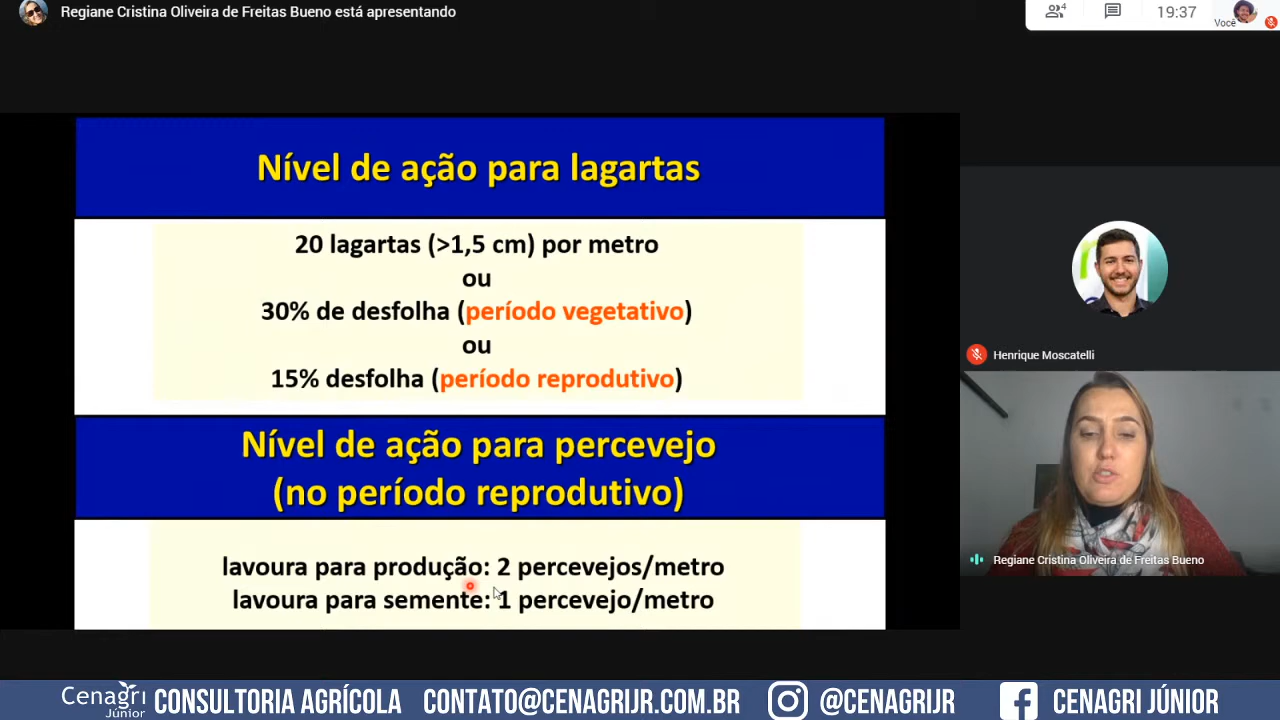 Regiane Cristina Oliveira de Freitas Bueno está apresentando
4
19:37
Você
Nível de ação para lagartas
20 lagartas (>1,5 cm) por metro
ou
30% de desfolha (período vegetativo)
ou
15% desfolha (período reprodutivo)
Nível de ação para percevejo
(no período reprodutivo)
lavoura para produção: 2 percevejos/metro
lavoura para semente: 1 percevejo/metro
Henrique Moscatelli
Regiane Cristina Oliveira de Freitas Bueno
Cenagri
Júnior
CONSULTORIA AGRÍCOLA
CONTATO@CENAGRIJR.COM.BR
@CENAGRIJR
CENAGRI JÚNIOR